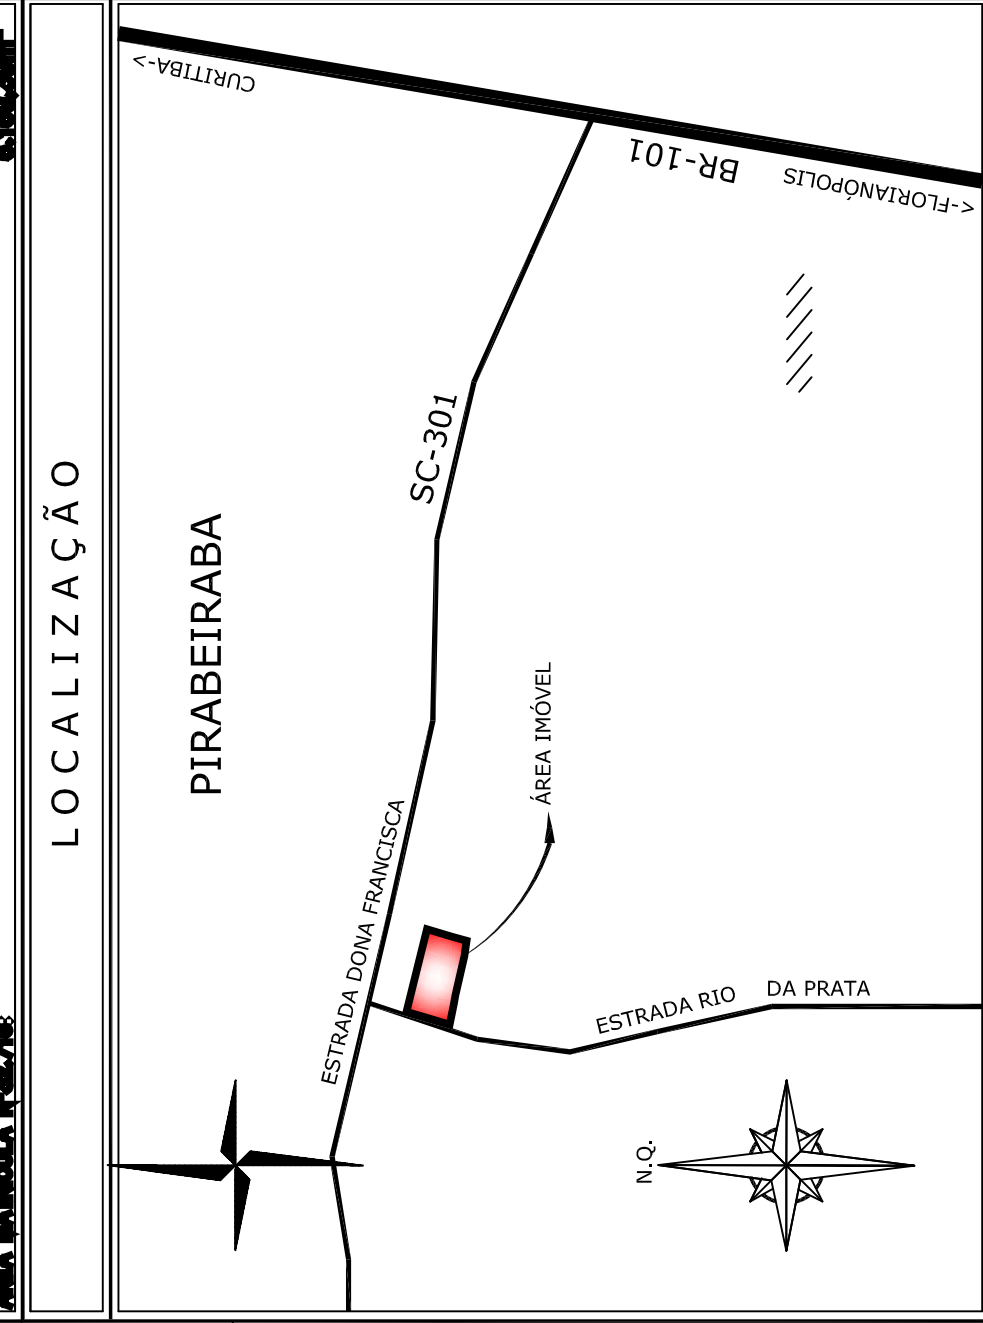 LOCALIZAÇÃO
PIRABEIRABA
CURITIBA->
BR-101
<-FLORIANÓPOLIS
SC-301
ESTRADA DONA FRANCISCA
ÁREA IMÓVEL
ESTRADA RIO
DA PRATA
N.Q.